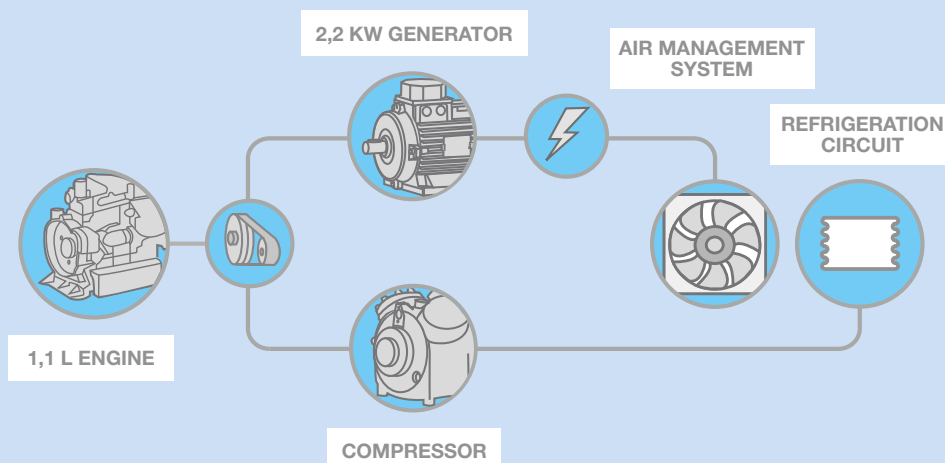 2,2 KW GENERATOR
AIR MANAGEMENT
SYSTEM
REFRIGERATION
CIRCUIT
1,1 L ENGINE
COMPRESSOR